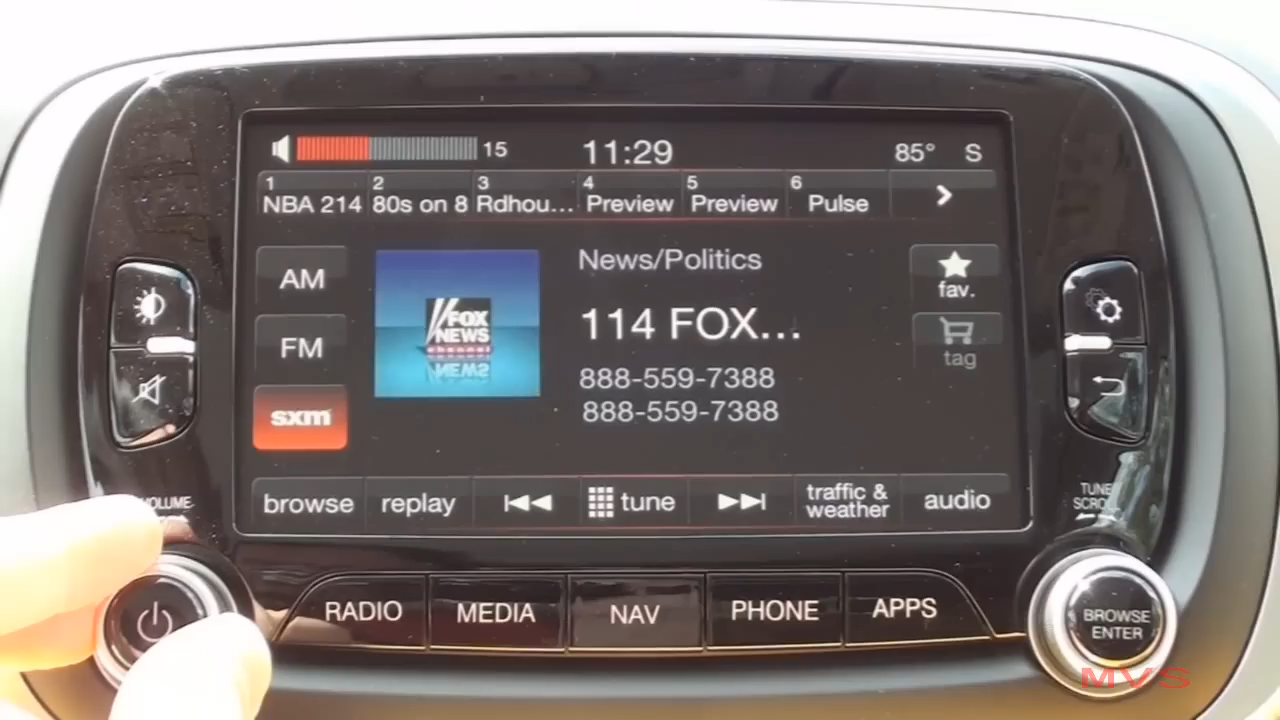 15
11:29
85° S
1 2 3 4 5 6
NBA 214 80s on 8 Rdhou... Preview Preview Pulse
AM
FM
sxm
FOX
NEWS
channel
News/Politics
114 FOX...
888-559-7388
888-559-7388
fav.
tag
browse replay tune traffic & weather audio
VOLUME
TUNE
SCROLL
RADIO MEDIA NAV PHONE APPS
BROWSE
ENTER
MVS